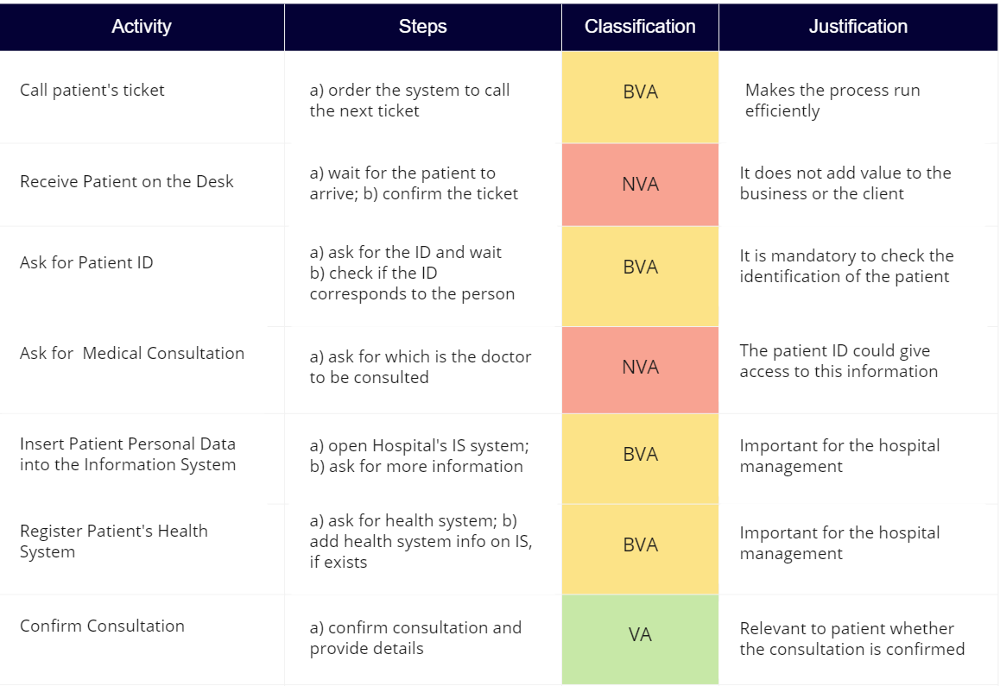 Activity
Steps
Classification
Justification
Call patient's ticket
a) order the system to call
the next ticket
BVA
Makes the process run
efficiently
Receive Patient on the Desk
a) wait for the patient to
arrive; b) confirm the ticket
NVA
It does not add value to the
business or the client
Ask for Patient ID
a) ask for the ID and wait
b) check if the ID
corresponds to the person
BVA
It is mandatory to check the
identification of the patient
Ask for  Medical Consultation
a) ask for which is the doctor
to be consulted
NVA
The patient ID could give
access to this information
Insert Patient Personal Data
into the Information System
a) open Hospital's IS system;
b) ask for more information
BVA
Important for the hospital
management
Register Patient's Health
System
a) ask for health system; b)
add health system info on IS,
if exists
BVA
Important for the hospital
management
Confirm Consultation
a) confirm consultation and
provide details
VA
Relevant to patient whether
the consultation is confirmed